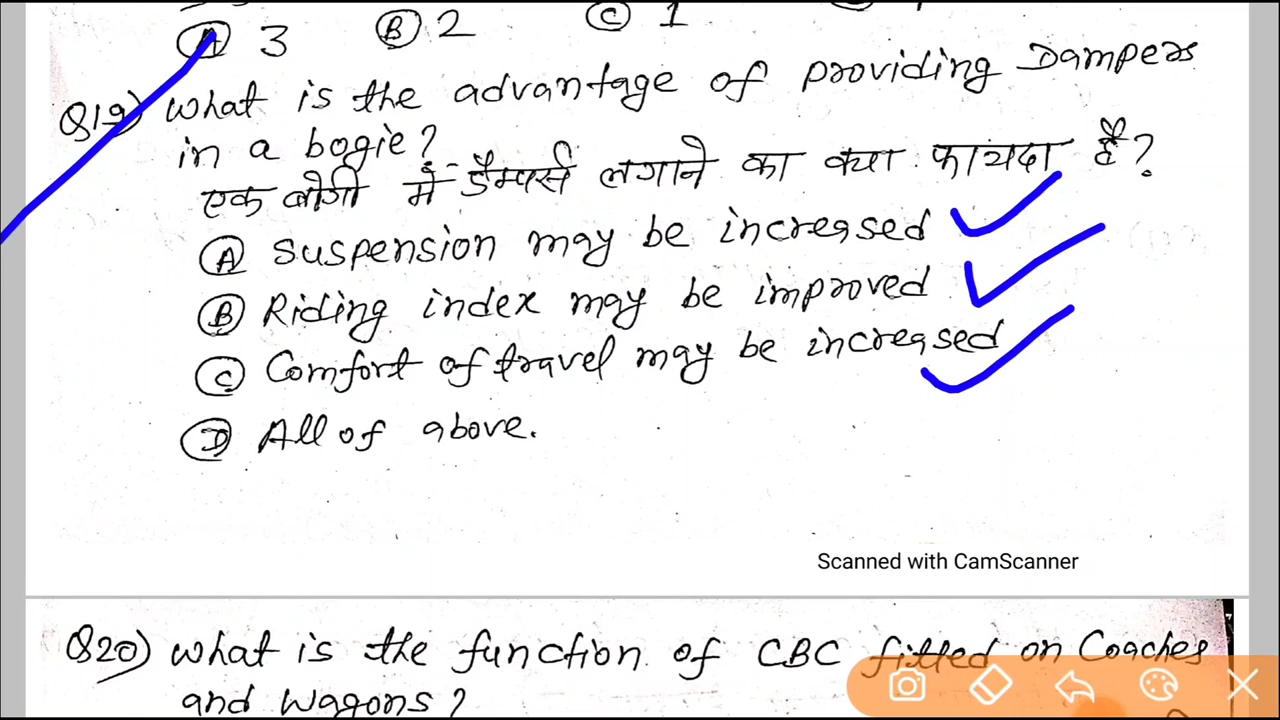 Ⓐ 3 Ⓑ 2 Ⓒ 1
Q19) What is the advantage of providing Dampers
in a bogie?
एक बोगी में डैम्पर्स लगाने का क्या फायदा है?
Ⓐ Suspension may be increased
Ⓑ Riding index may be improved
Ⓒ Comfort of travel may be increased
Ⓓ All of above.
Scanned with CamScanner
Q20) What is the function of CBC fitted on Coaches
and Wagons?